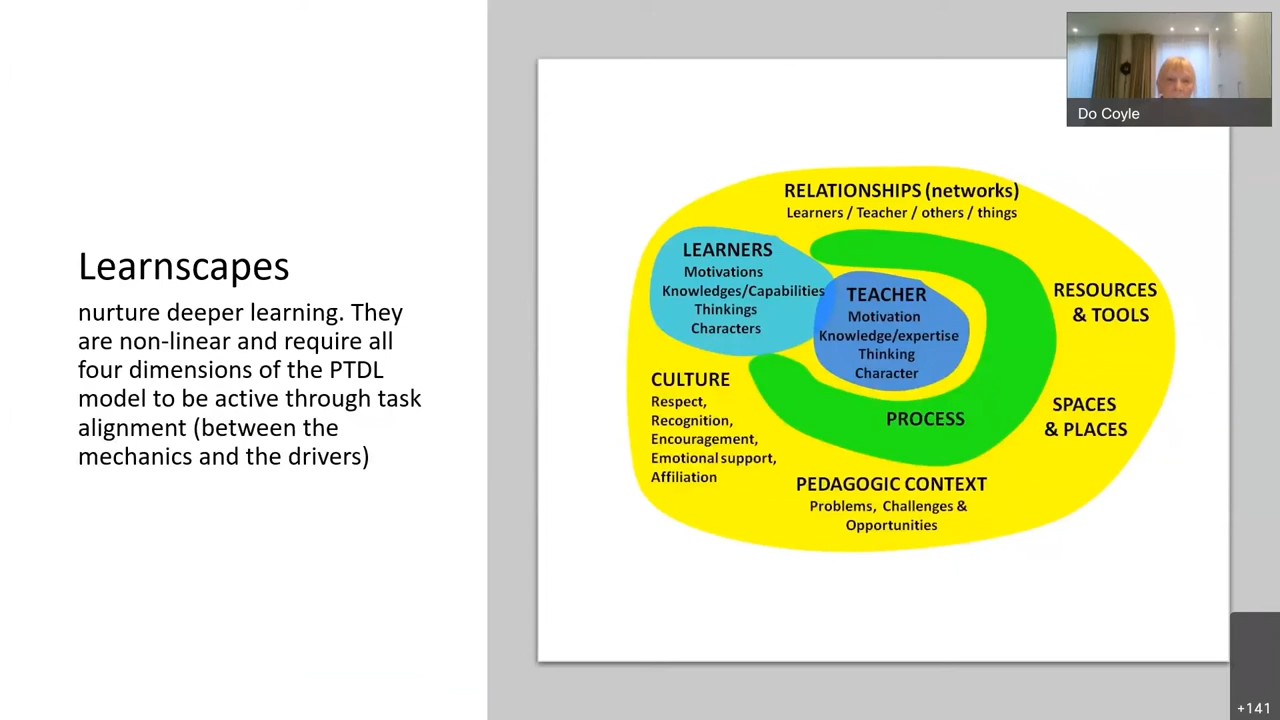 Learnscapes
nurture deeper learning. They
are non-linear and require all
four dimensions of the PTDL
model to be active through task
alignment (between the
mechanics and the drivers)
RELATIONSHIPS (networks)
Learners / Teacher / others / things
LEARNERS
Motivations
Knowledges/Capabilities
Thinkings
Characters
TEACHER
Motivation
Knowledge/expertise
Thinking
Character
RESOURCES
& TOOLS
CULTURE
Respect,
Recognition,
Encouragement,
Emotional support,
Affiliation
PROCESS
SPACES
& PLACES
PEDAGOGIC CONTEXT
Problems, Challenges &
Opportunities
Do Coyle
+141